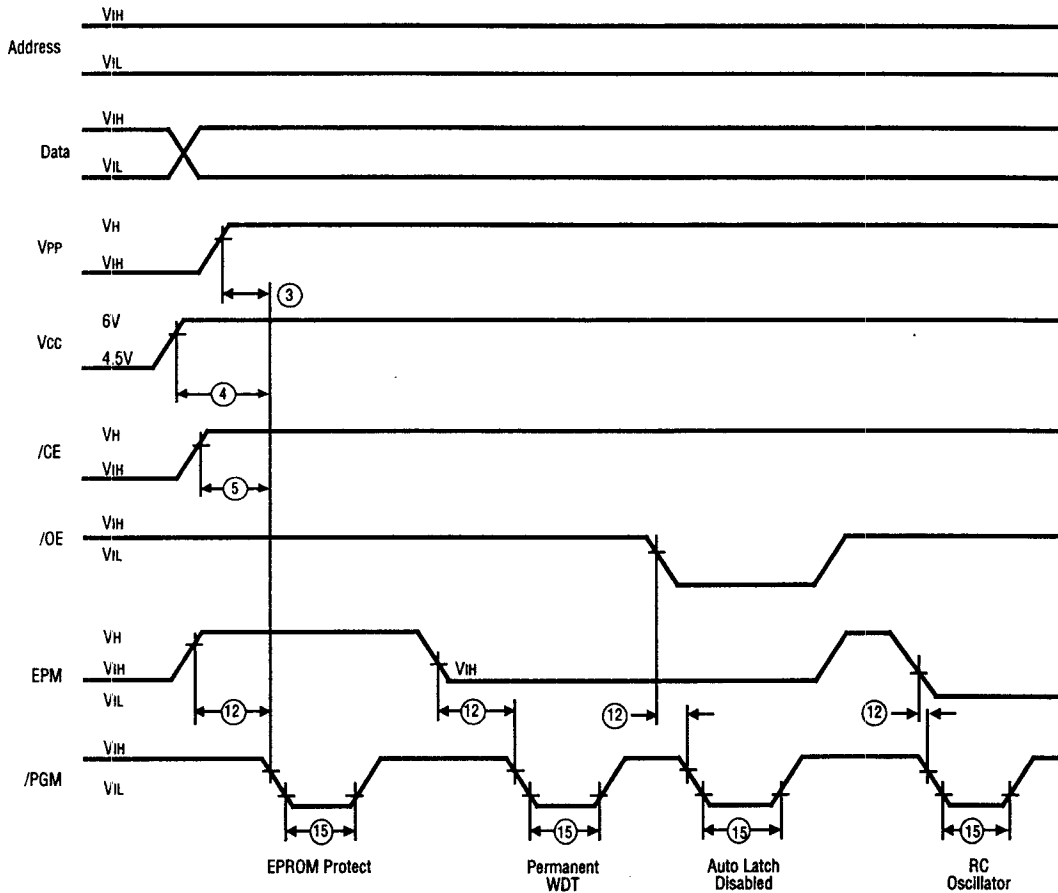 VIH
Address
VIL
VIH
Data
VIL
VH
VPP
VIH
3
6V
VCC
4.5V
4
VH
/CE
VIH
5
VIH
/OE
VIL
VH
EPM
VIH
VIH
VIL
12
12
12
12
VIH
/PGM
VIL
15
15
15
15
EPROM Protect
Permanent
WDT
Auto Latch
Disabled
RC
Oscillator